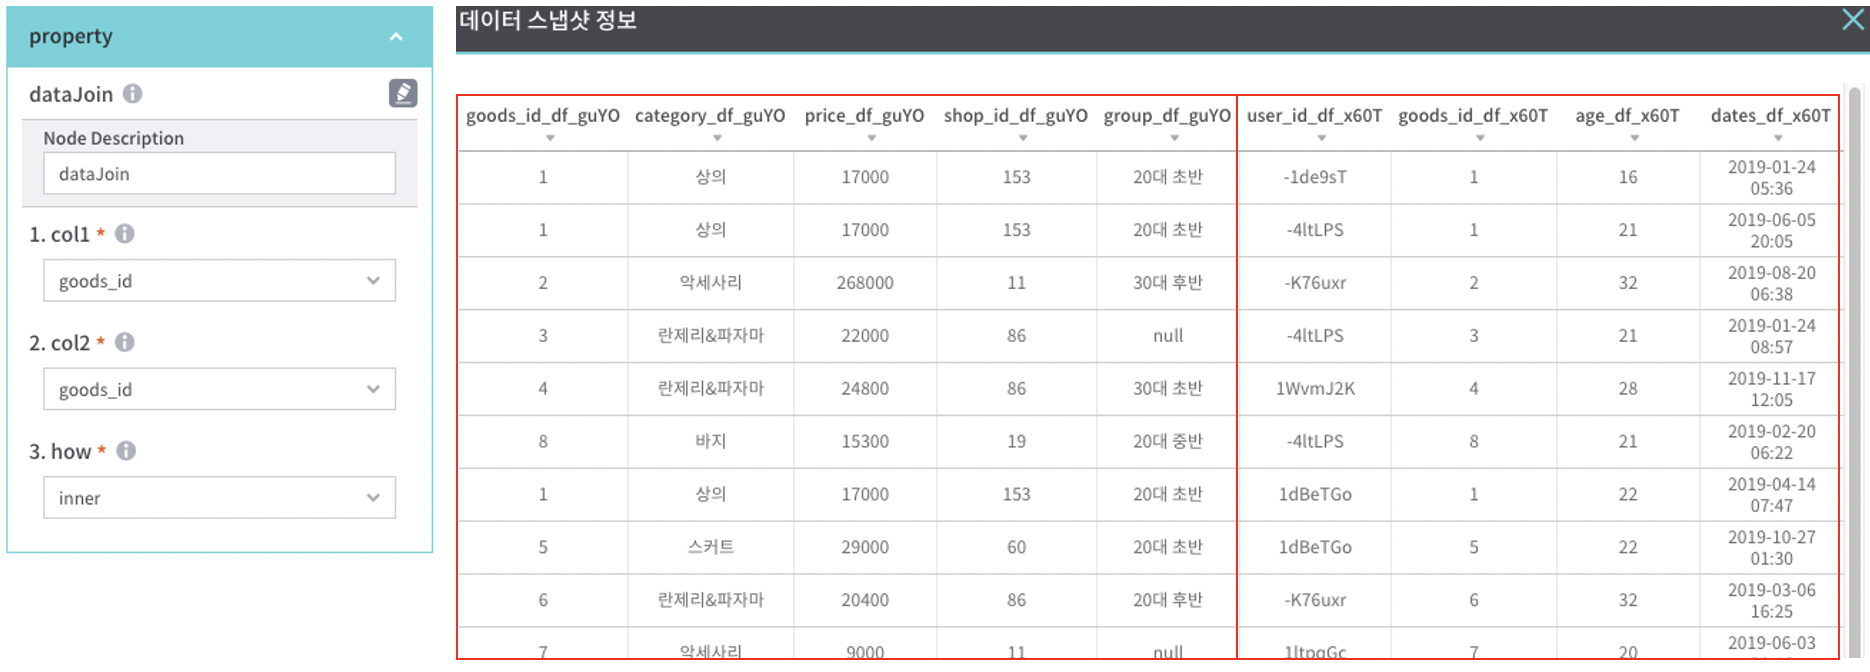 property
dataJoin
Node Description
dataJoin
1. col1 *
goods_id
2. col2 *
goods_id
3. how *
inner
데이터 스냅샷 정보
goods_id_df_guYO category_df_guYO price_df_guYO shop_id_df_guYO group_df_guYO user_id_df_x60T goods_id_df_x60T age_df_x60T dates_df_x60T
1 상의 17000 153 20대 초반 -1de9sT 1 16 2019-01-24 05:36
1 상의 17000 153 20대 초반 -4ltLPS 1 21 2019-06-05 20:05
2 악세사리 268000 11 30대 후반 -K76uxr 2 32 2019-08-20 06:38
3 란제리&파자마 22000 86 null -4ltLPS 3 21 2019-01-24 08:57
4 란제리&파자마 24800 86 30대 초반 1WvmJ2K 4 28 2019-11-17 12:05
8 바지 15300 19 20대 중반 -4ltLPS 8 21 2019-02-20 06:22
1 상의 17000 153 20대 초반 1dBeTGo 1 22 2019-04-14 07:47
5 스커트 29000 60 20대 초반 1dBeTGo 5 22 2019-10-27 01:30
6 란제리&파자마 20400 86 20대 후반 -K76uxr 6 32 2019-03-06 16:25
7 악세사리 9000 11 null 7 20 2019-06-03